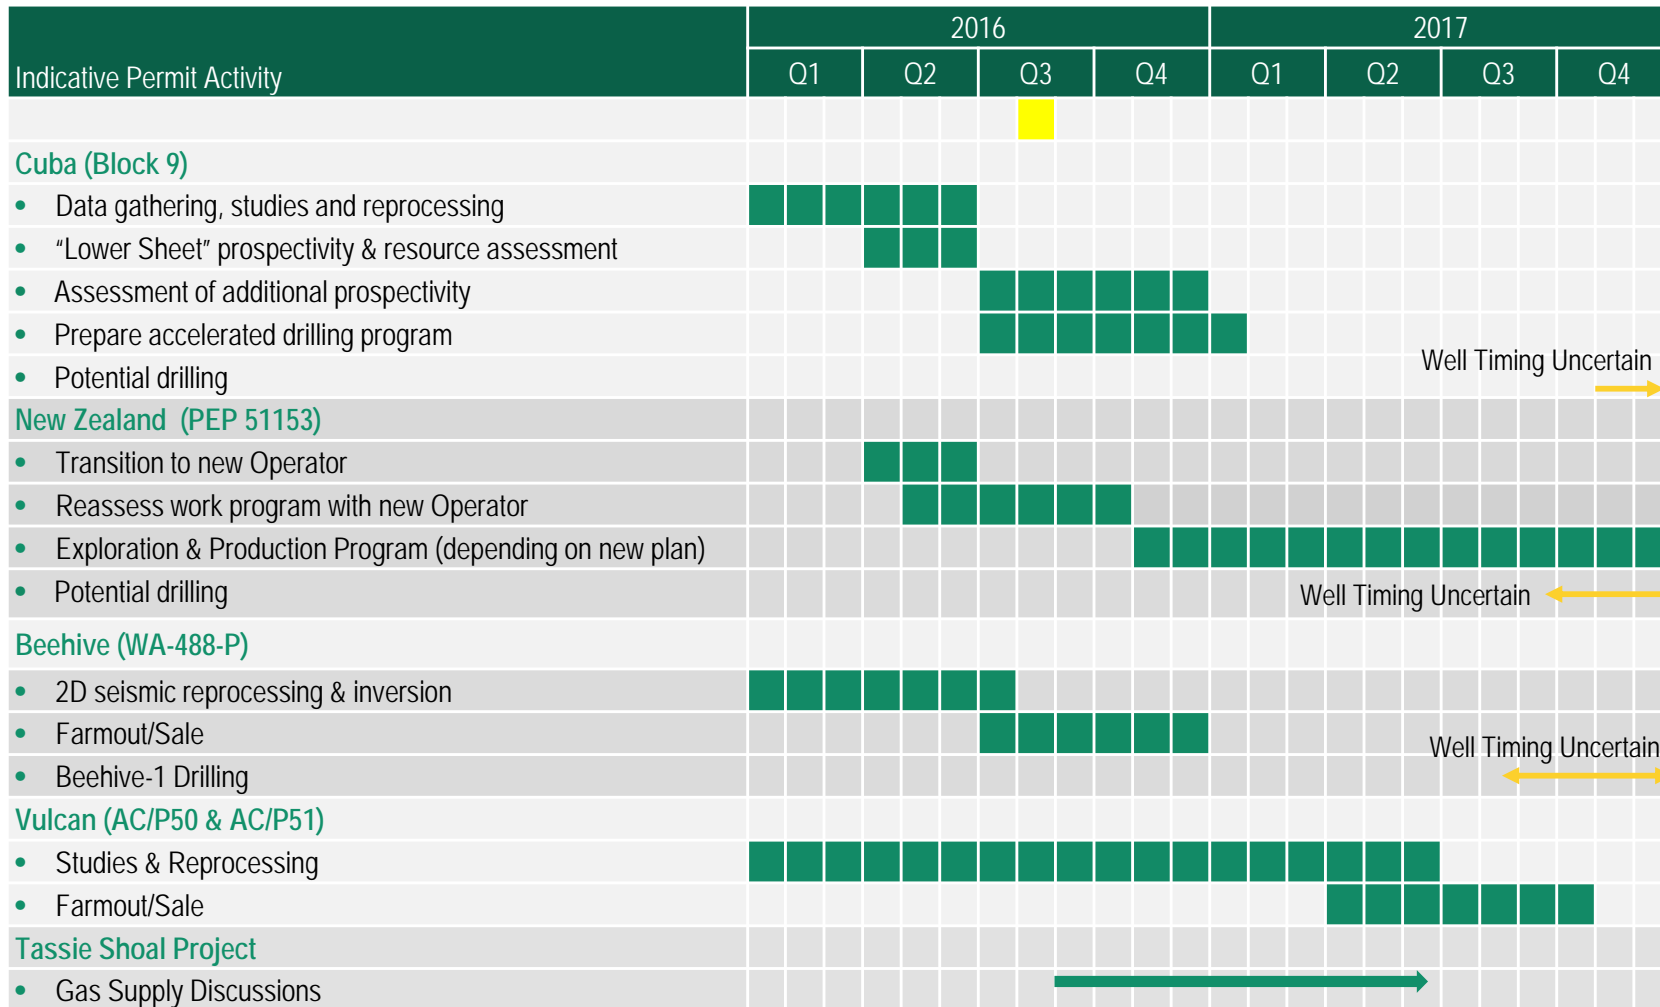 2016 2017
Indicative Permit Activity Q1 Q2 Q3 Q4 Q1 Q2 Q3 Q4
Cuba (Block 9)
• Data gathering, studies and reprocessing
• “Lower Sheet” prospectivity & resource assessment
• Assessment of additional prospectivity
• Prepare accelerated drilling program
Well Timing Uncertain
• Potential drilling
New Zealand (PEP 51153)
• Transition to new Operator
• Reassess work program with new Operator
• Exploration & Production Program (depending on new plan)
• Potential drilling Well Timing Uncertain
Beehive (WA-488-P)
• 2D seismic reprocessing & inversion
• Farmout/Sale
Well Timing Uncertain
• Beehive-1 Drilling
Vulcan (AC/P50 & AC/P51)
• Studies & Reprocessing
• Farmout/Sale
Tassie Shoal Project
• Gas Supply Discussions